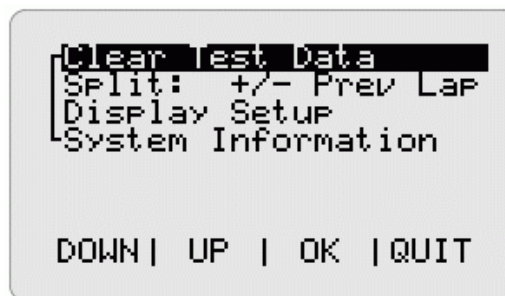 Clear Test Data
Split: +/- Prev Lap
Display Setup
System Information
DOWN| UP | OK |QUIT